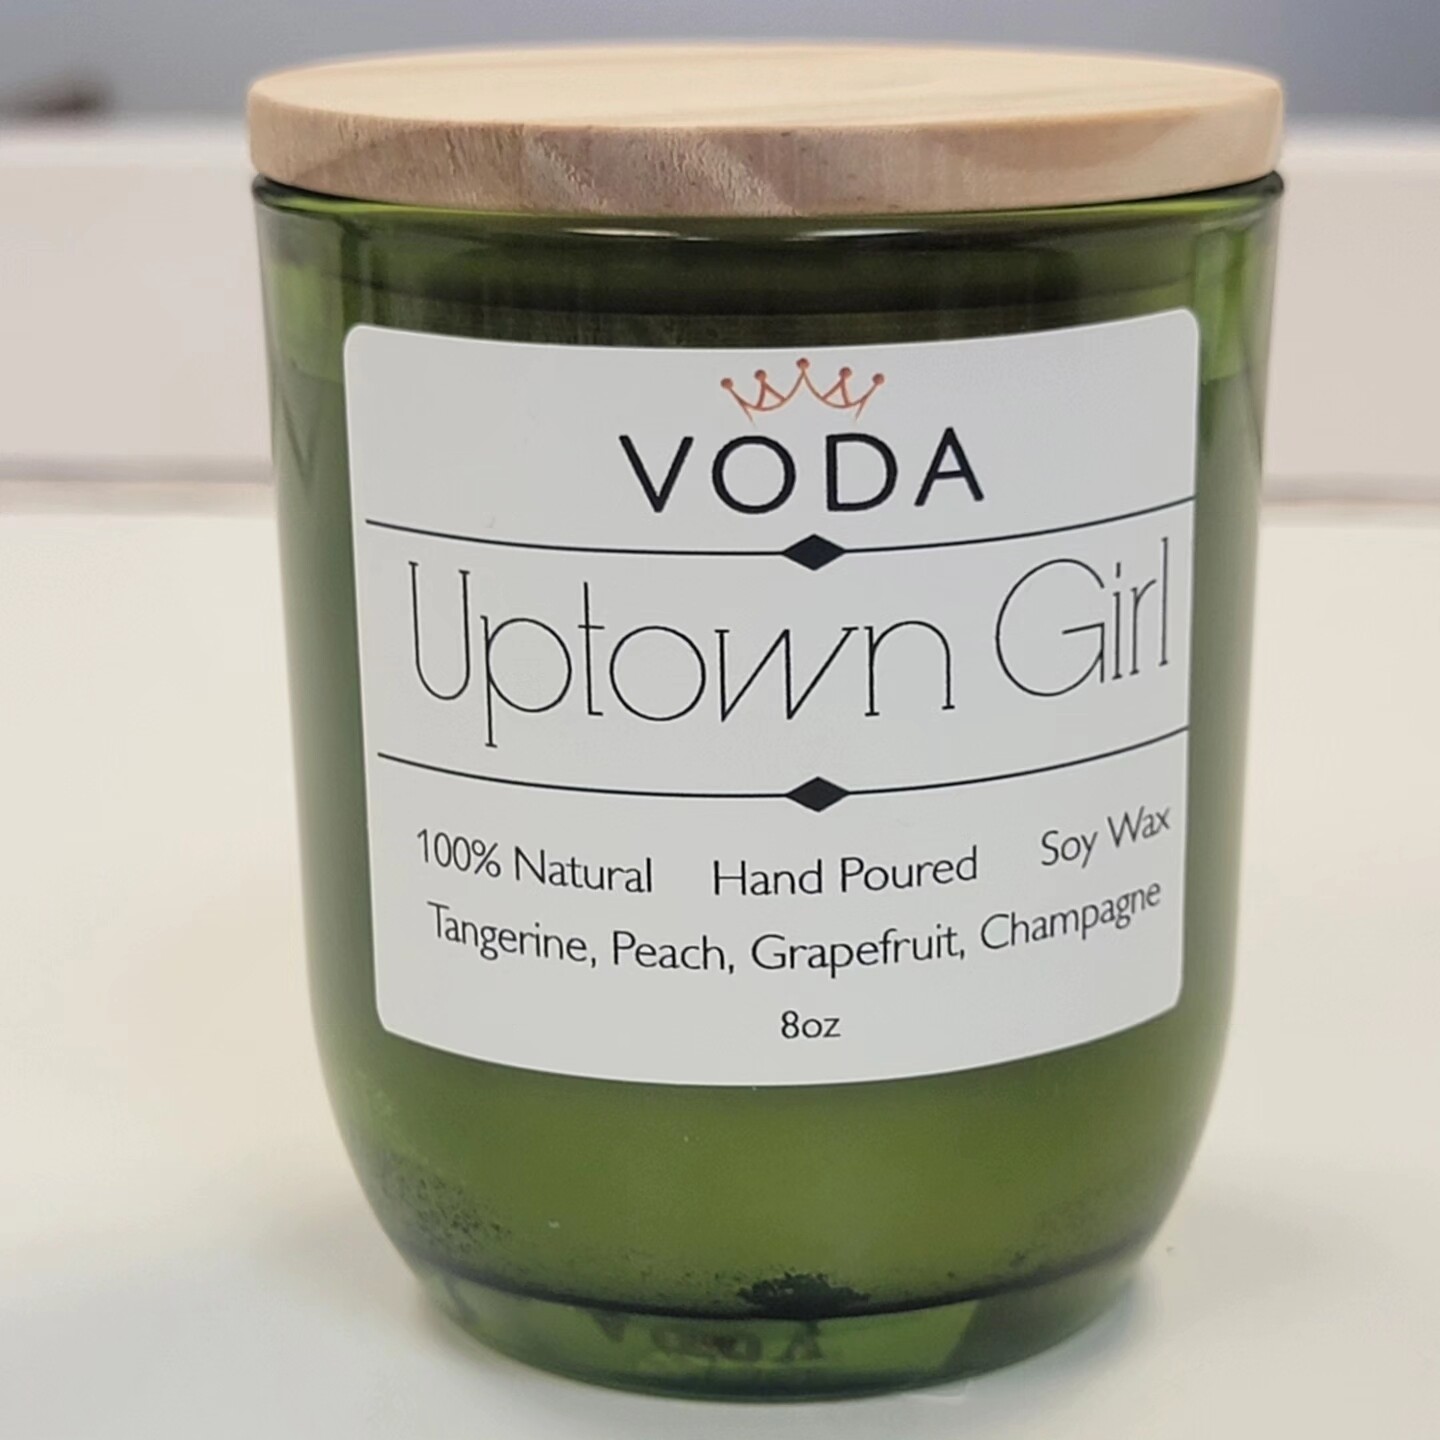 VODA
Uptown Girl
100% Natural Hand Poured Soy Wax
Tangerine, Peach, Grapefruit, Champagne
8oz